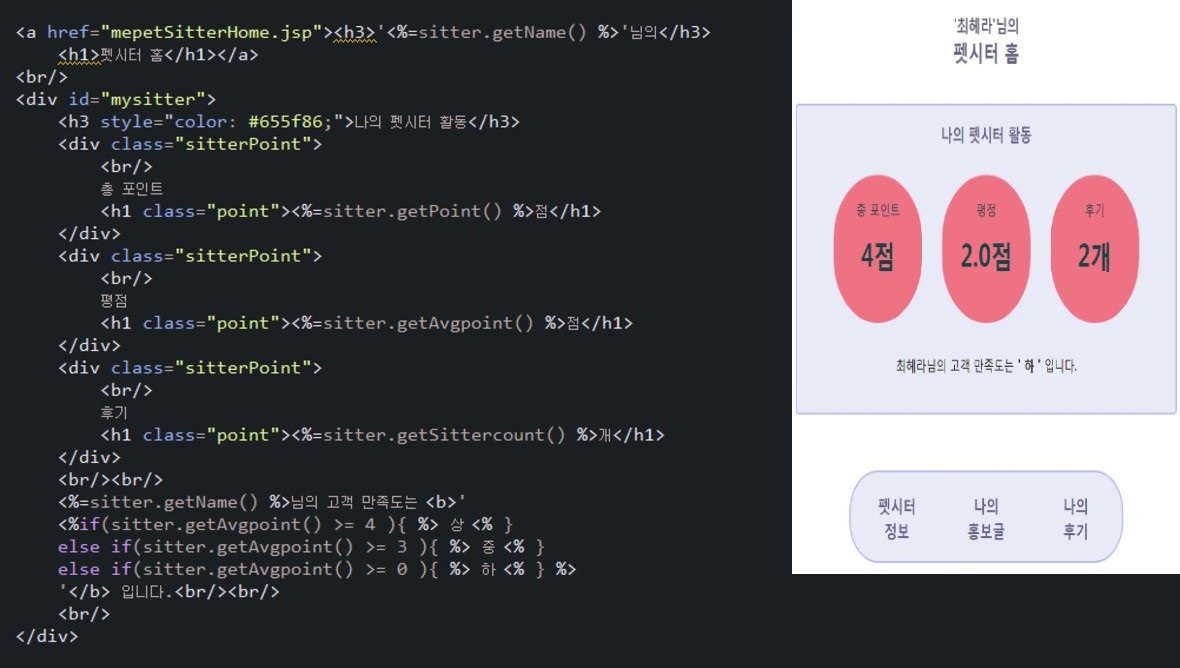 <a href="mepetSitterHome.jsp"><h3>'<%=sitter.getName() %>'님의</h3>
<h1>펫시터 홈</h1></a>
<br/>
<div id="mysitter">
<h3 style="color: #655f86;">나의 펫시터 활동</h3>
<div class="sitterPoint">
<br/>
총 포인트
<h1 class="point"><%=sitter.getPoint() %>점</h1>
</div>
<div class="sitterPoint">
<br/>
평점
<h1 class="point"><%=sitter.getAvgpoint() %>점</h1>
</div>
<div class="sitterPoint">
<br/>
후기
<h1 class="point"><%=sitter.getSittercount() %>개</h1>
</div>
<br/><br/>
<%=sitter.getName() %>님의 고객 만족도는 <b>'
<%if(sitter.getAvgpoint() >= 4 ){ %> 상 <% }
else if(sitter.getAvgpoint() >= 3 ){ %> 중 <% }
else if(sitter.getAvgpoint() >= 0 ){ %> 하 <% } %>
'</b> 입니다.<br/><br/>
<br/>
</div>
'최혜라'님의
펫시터 홈
나의 펫시터 활동
총 포인트
4점
평점
2.0점
후기
2개
최혜라님의 고객 만족도는 ' 하 ' 입니다.
펫시터
정보
나의
홍보글
나의
후기